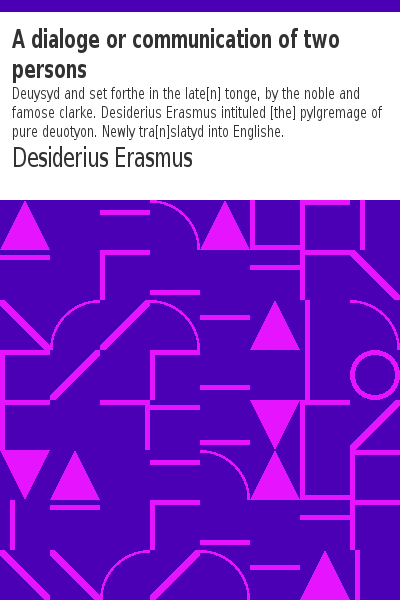 A dialoge or communication of two
persons
Deuysyd and set forthe in the late[n] tonge, by the noble and
famose clarke. Desiderius Erasmus intituled [the] pylgremage of
pure deuotyon. Newly tra[n]slatyd into Englishe.
Desiderius Erasmus